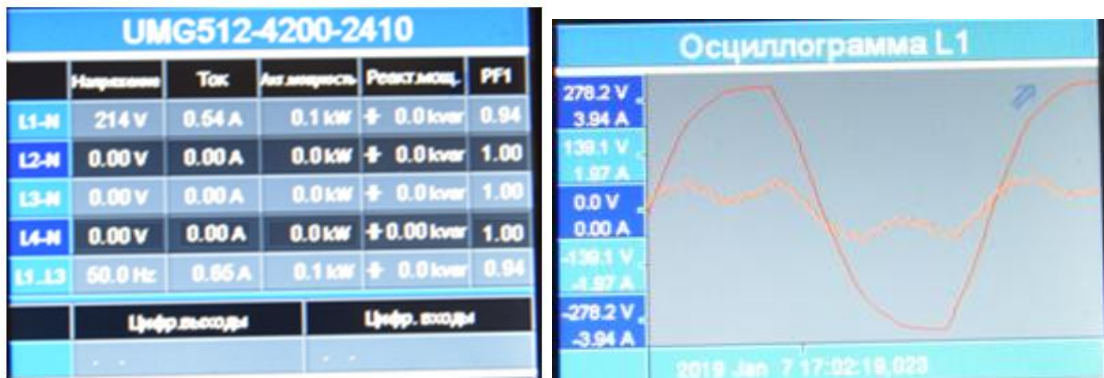 UMG512-4200-2410
Напряжение Ток Акт.мощность Реакт.мощ. PF1
L1-N 214 V 0.54 A 0.1 kW 0.0 kvar 0.94
L2-N 0.00 V 0.00 A 0.0 kW 0.0 kvar 1.00
L3-N 0.00 V 0.00 A 0.0 kW 0.0 kvar 1.00
L4-N 0.00 V 0.00 A 0.0 kW 0.00 kvar 1.00
L1..L3 50.0 Hz 0.65 A 0.1 kW 0.0 kvar 0.94
Цифр.выходы Цифр. входы
Осциллограмма L1
278.2 V
3.94 A
139.1 V
1.97 A
0.0 V
0.00 A
-139.1 V
-1.97 A
-278.2 V
-3.94 A
2019 Jan 7 17:02:19,023